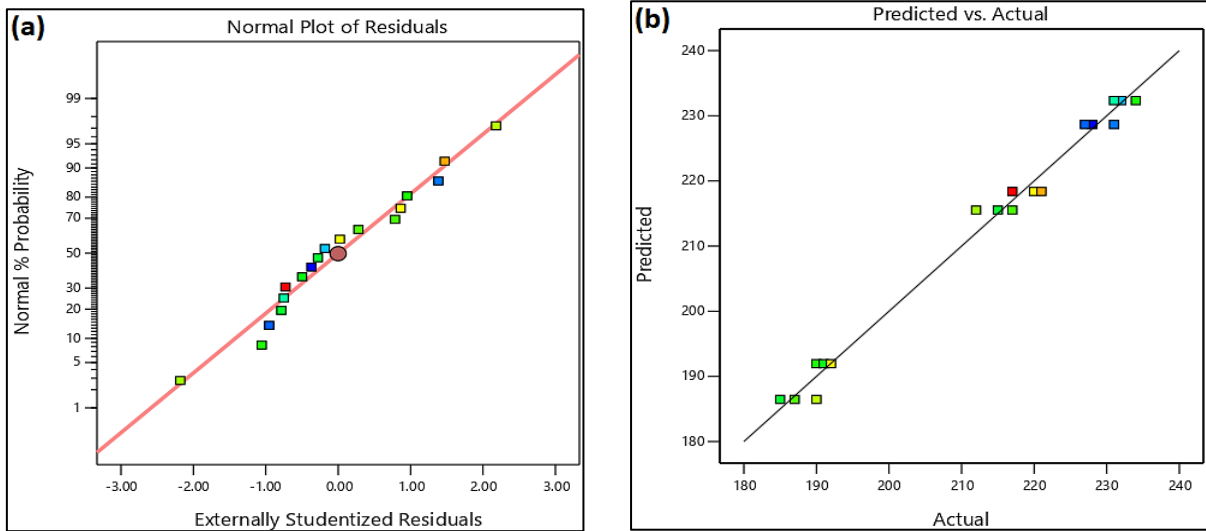 (a)
Normal Plot of Residuals
Normal % Probability
99
95
90
80
70
50
30
20
10
5
1
-3.00 -2.00 -1.00 0.00 1.00 2.00 3.00
Externally Studentized Residuals
(b)
Predicted vs. Actual
Predicted
240
230
220
210
200
190
180
180 190 200 210 220 230 240
Actual